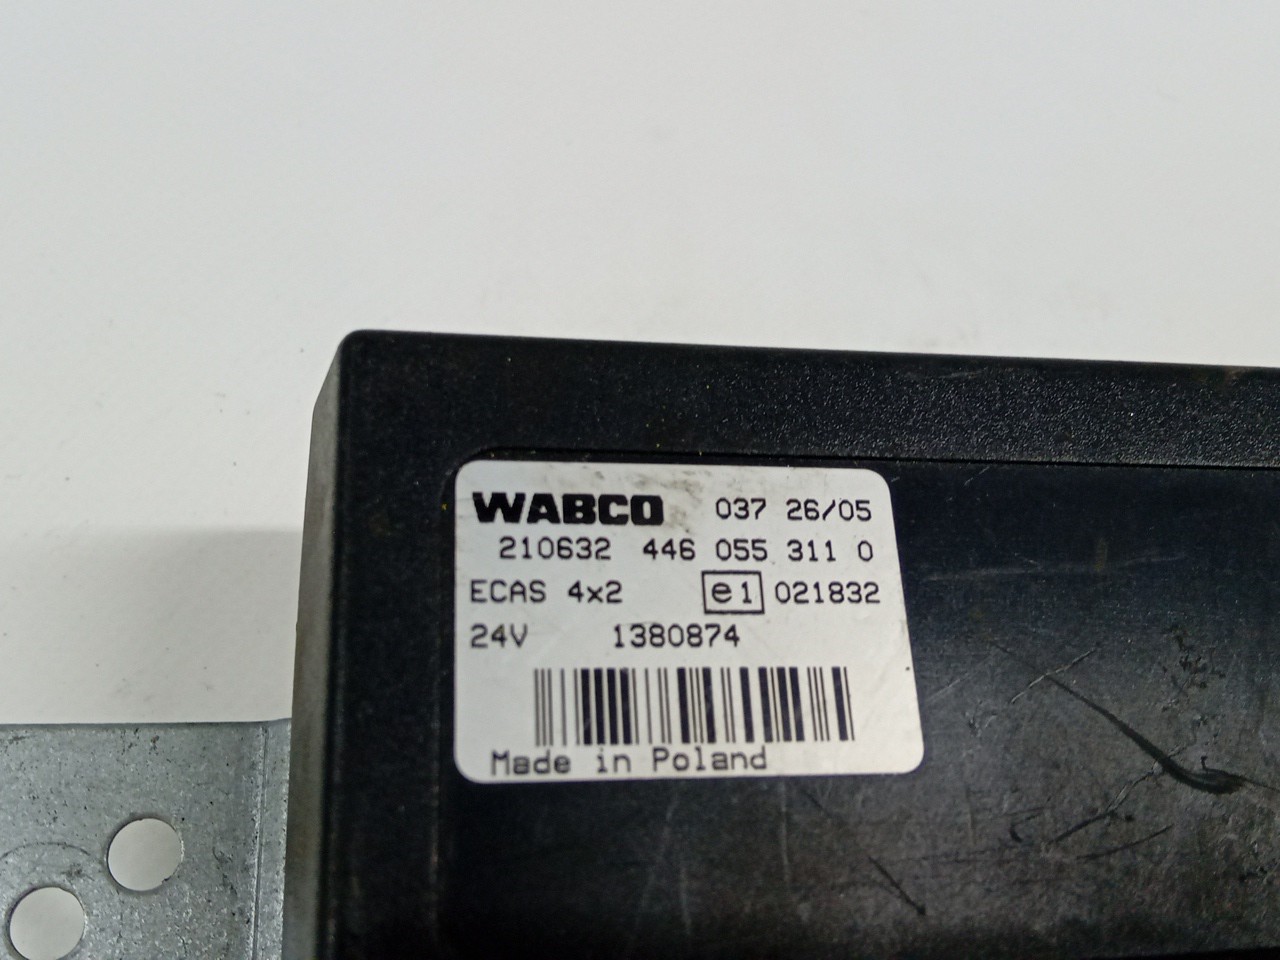 WABCO 037 26/05
210632 446 055 311 0
ECAS 4x2 e1 021832
24V 1380874
Made in Poland